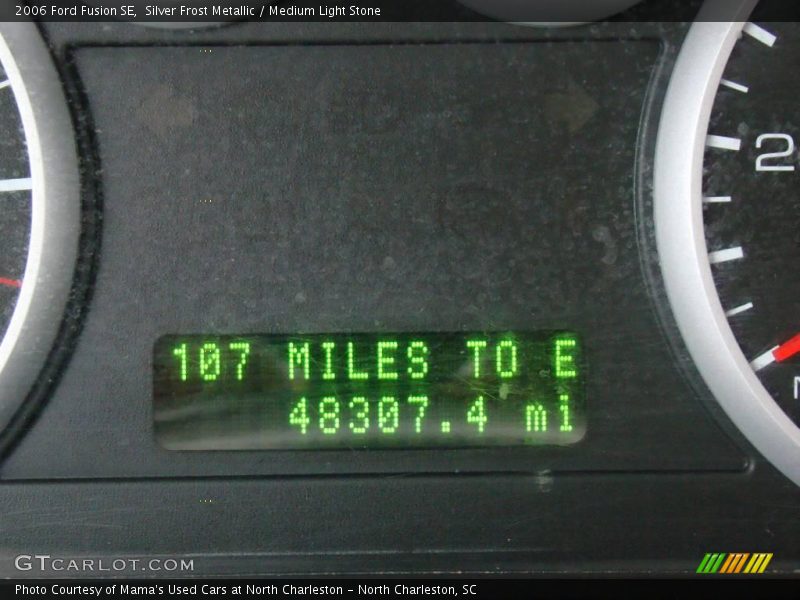 2006 Ford Fusion SE,  Silver Frost Metallic / Medium Light Stone
2
107 MILES TO E
48307.4 mi
GTCARLOT.COM
Photo Courtesy of Mama's Used Cars at North Charleston - North Charleston, SC